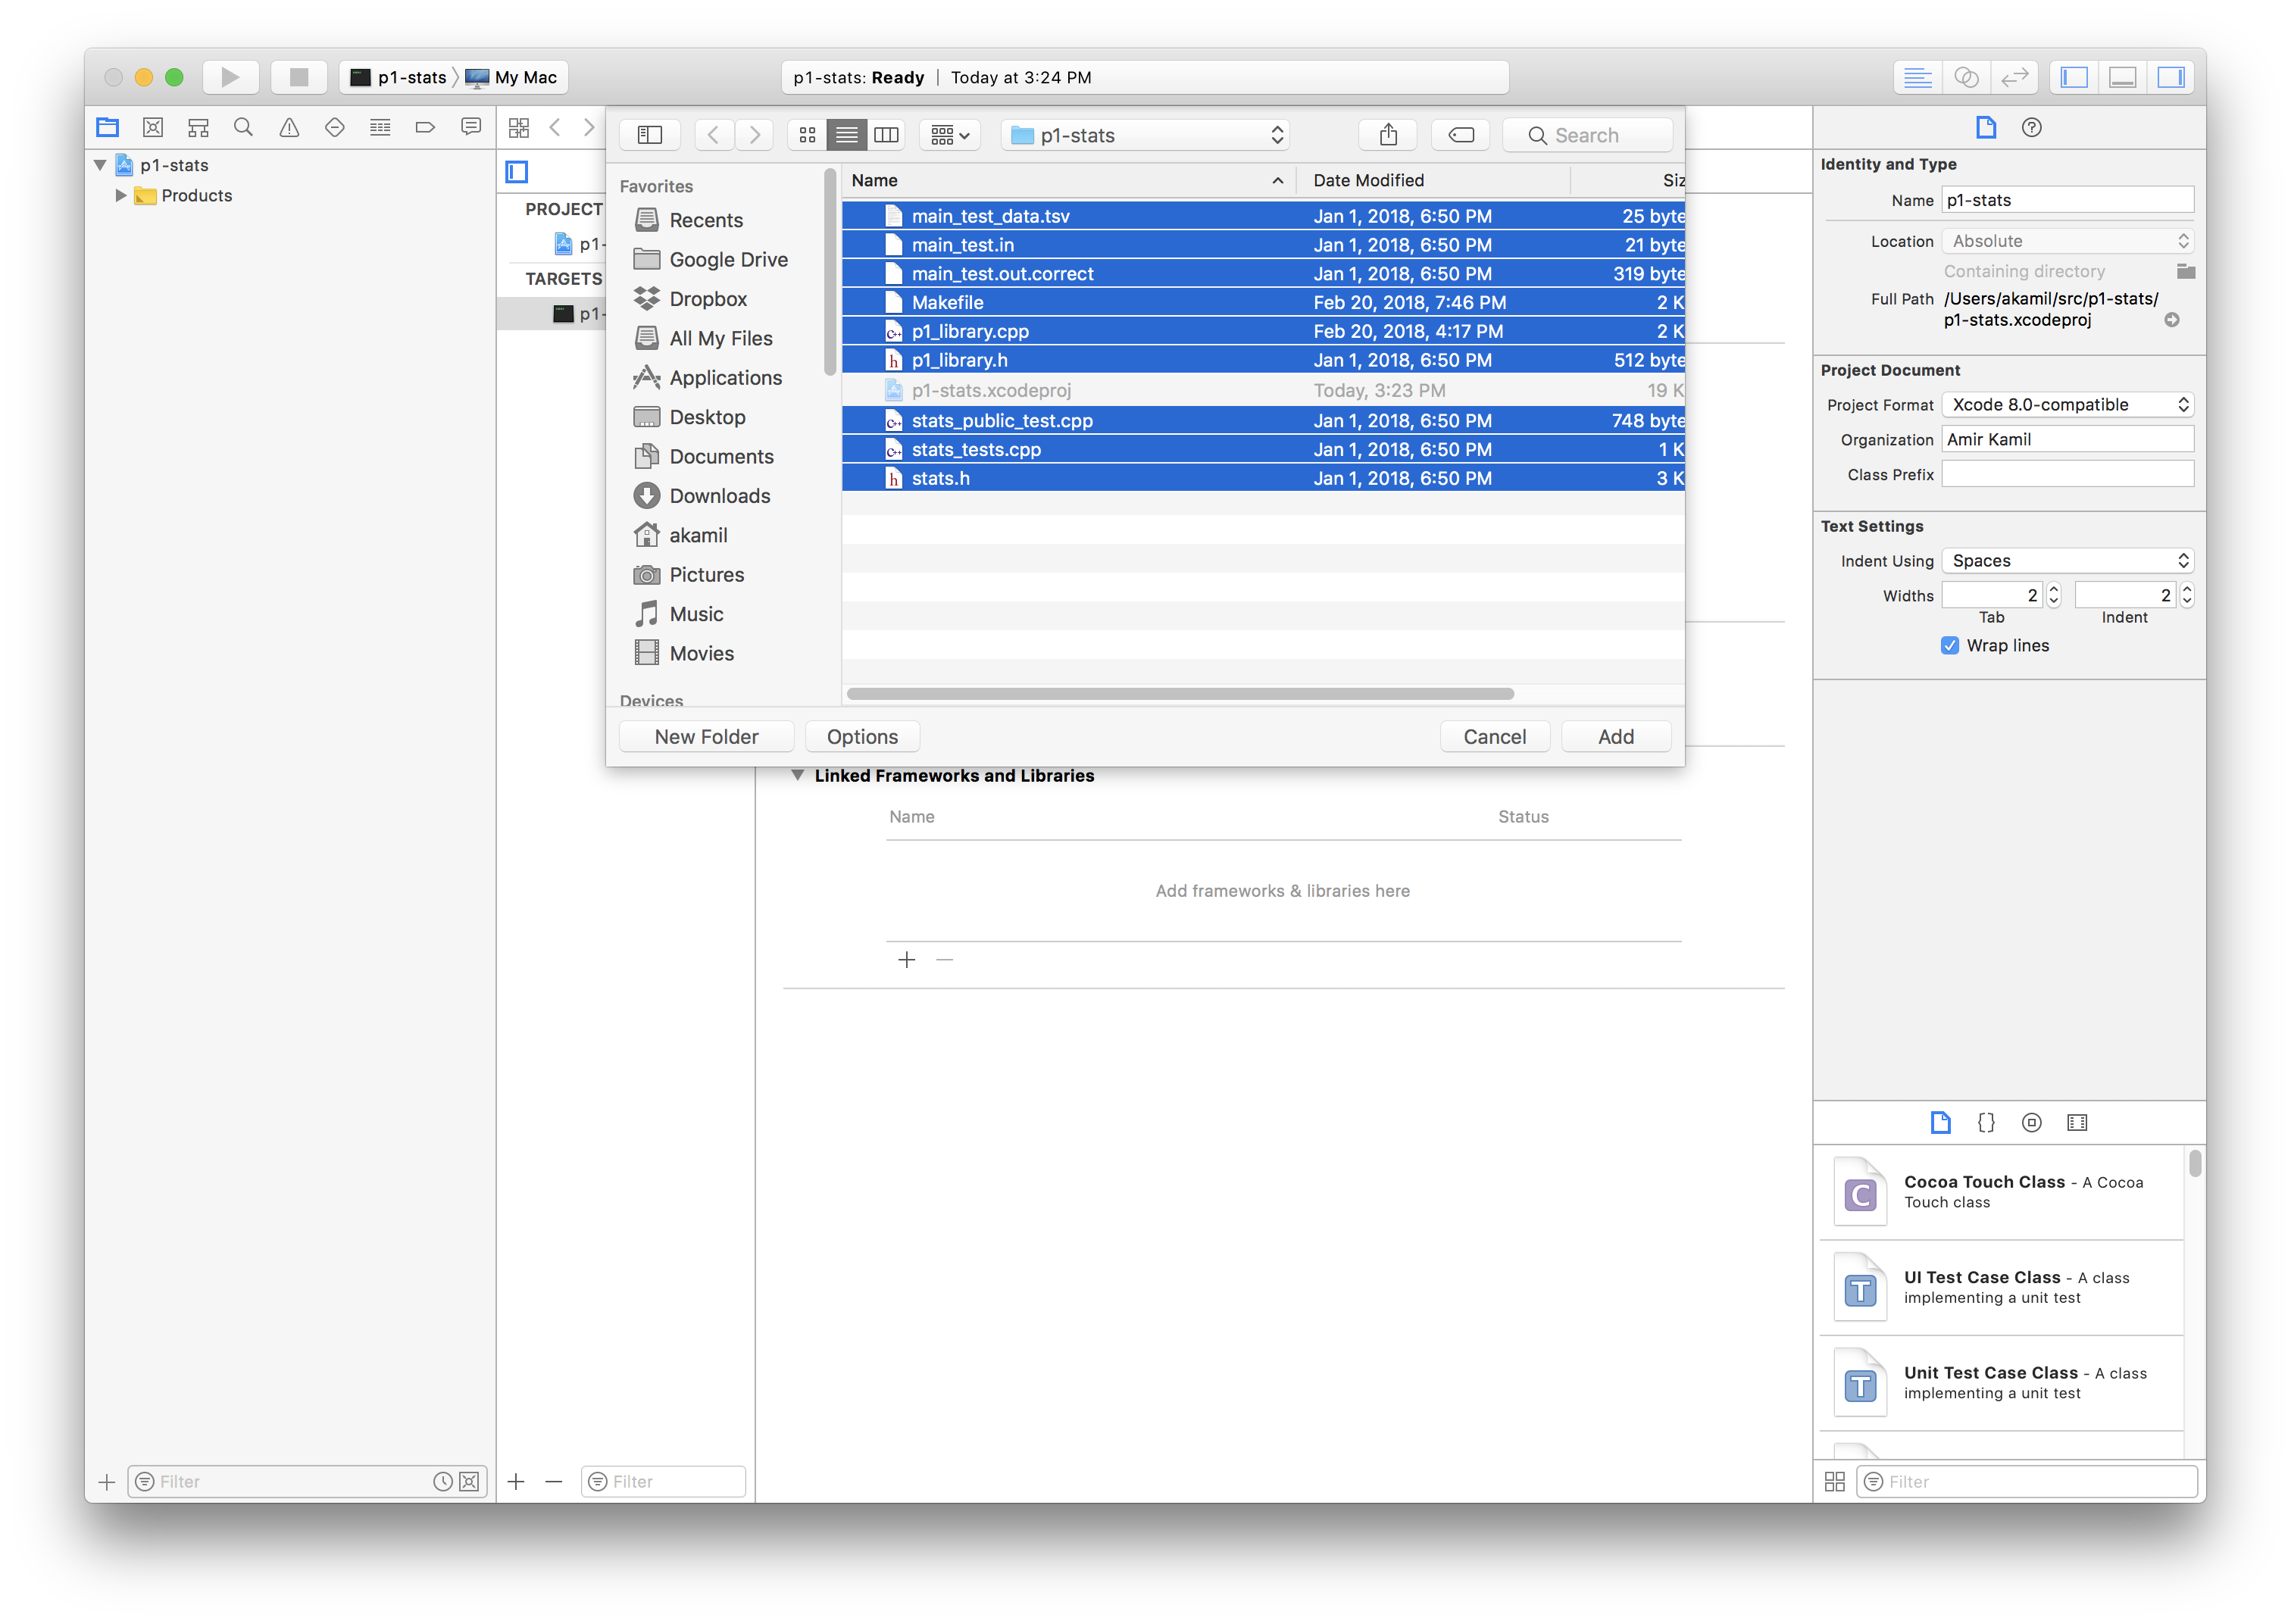 p1-stats
My Mac
p1-stats: Ready | Today at 3:24 PM
p1-stats
Products
PROJECT
p1-
TARGETS
p1-
p1-stats
Search
Favorites
Recents
Google Drive
Dropbox
All My Files
Applications
Desktop
Documents
Downloads
akamil
Pictures
Music
Movies
Devices
Name Date Modified Siz
main_test_data.tsv Jan 1, 2018, 6:50 PM 25 byte
main_test.in Jan 1, 2018, 6:50 PM 21 byte
main_test.out.correct Jan 1, 2018, 6:50 PM 319 byte
Makefile Feb 20, 2018, 7:46 PM 2 K
p1_library.cpp Feb 20, 2018, 4:17 PM 2 K
p1_library.h Jan 1, 2018, 6:50 PM 512 byte
p1-stats.xcodeproj Today, 3:23 PM 19 K
stats_public_test.cpp Jan 1, 2018, 6:50 PM 748 byte
stats_tests.cpp Jan 1, 2018, 6:50 PM 1 K
stats.h Jan 1, 2018, 6:50 PM 3 K
New Folder Options Cancel Add
Linked Frameworks and Libraries
Name Status
Add frameworks & libraries here
Identity and Type
Name p1-stats
Location Absolute
Containing directory
Full Path /Users/akamil/src/p1-stats/
p1-stats.xcodeproj
Project Document
Project Format Xcode 8.0-compatible
Organization Amir Kamil
Class Prefix
Text Settings
Indent Using Spaces
Widths 2 2
Tab Indent
Wrap lines
Cocoa Touch Class - A Cocoa
Touch class
UI Test Case Class - A class
implementing a unit test
Unit Test Case Class - A class
implementing a unit test
Filter
Filter
Filter